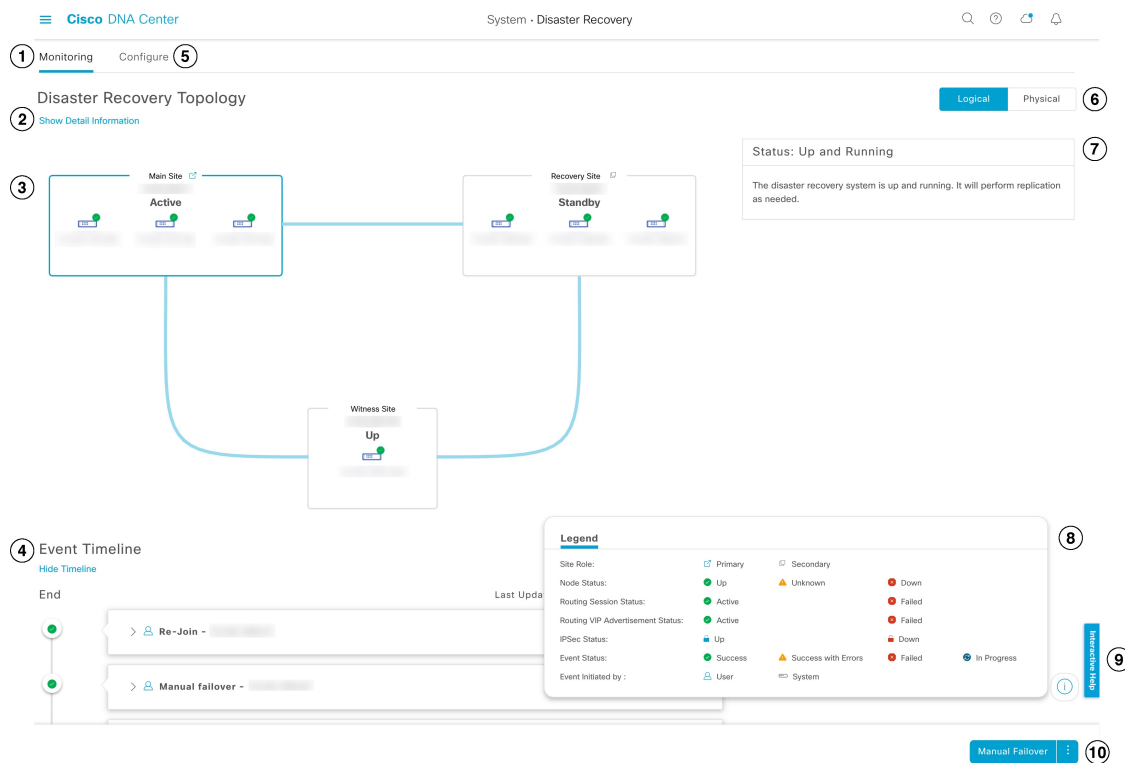 Cisco DNA Center
System · Disaster Recovery
1 Monitoring Configure 5
Disaster Recovery Topology
Logical Physical 6
2 Show Detail Information
Status: Up and Running 7
The disaster recovery system is up and running. It will perform replication
as needed.
3
Main Site
Active
Recovery Site
Standby
Witness Site
Up
4 Event Timeline
Hide Timeline
End
Last Upda
Re-Join -
Manual failover -
Legend 8
Site Role: Primary Secondary
Node Status: Up Unknown Down
Routing Session Status: Active Failed
Routing VIP Advertisement Status: Active Failed
IPSec Status: Up Down
Event Status: Success Success with Errors Failed In Progress
Event Initiated by : User System
Interactive Help 9
Manual Failover 10